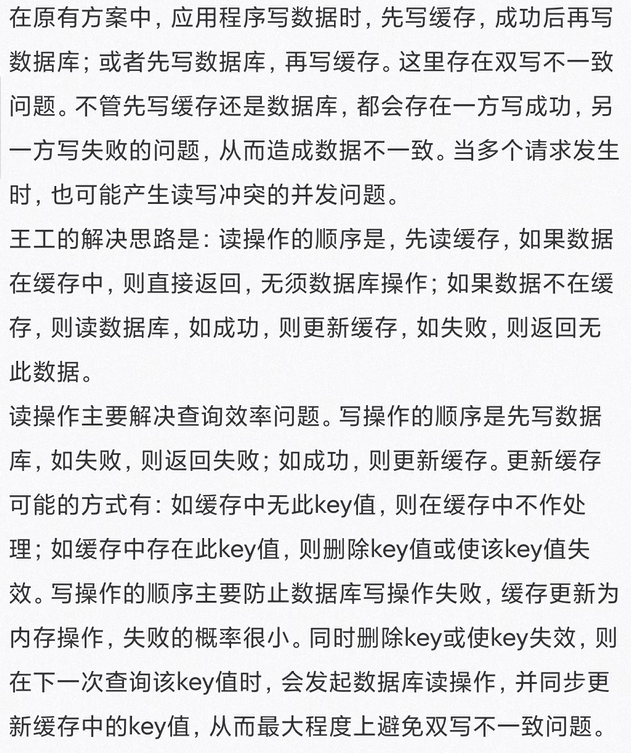 在原有方案中，应用程序写数据时，先写缓存，成功后再写
数据库；或者先写数据库，再写缓存。这里存在双写不一致
问题。不管先写缓存还是数据库，都会存在一方写成功，另
一方写失败的问题，从而造成数据不一致。当多个请求发生
时，也可能产生读写冲突的并发问题。
王工的解决思路是：读操作的顺序是，先读缓存，如果数据
在缓存中，则直接返回，无须数据库操作；如果数据不在缓
存，则读数据库，如成功，则更新缓存，如失败，则返回无
此数据。
读操作主要解决查询效率问题。写操作的顺序是先写数据
库，如失败，则返回失败；如成功，则更新缓存。更新缓存
可能的方式有：如缓存中无此key值，则在缓存中不作处
理；如缓存中存在此key值，则删除key值或使该key值失
效。写操作的顺序主要防止数据库写操作失败，缓存更新为
内存操作，失败的概率很小。同时删除key或使key失效，则
在下一次查询该key值时，会发起数据库读操作，并同步更
新缓存中的key值，从而最大程度上避免双写不一致问题。